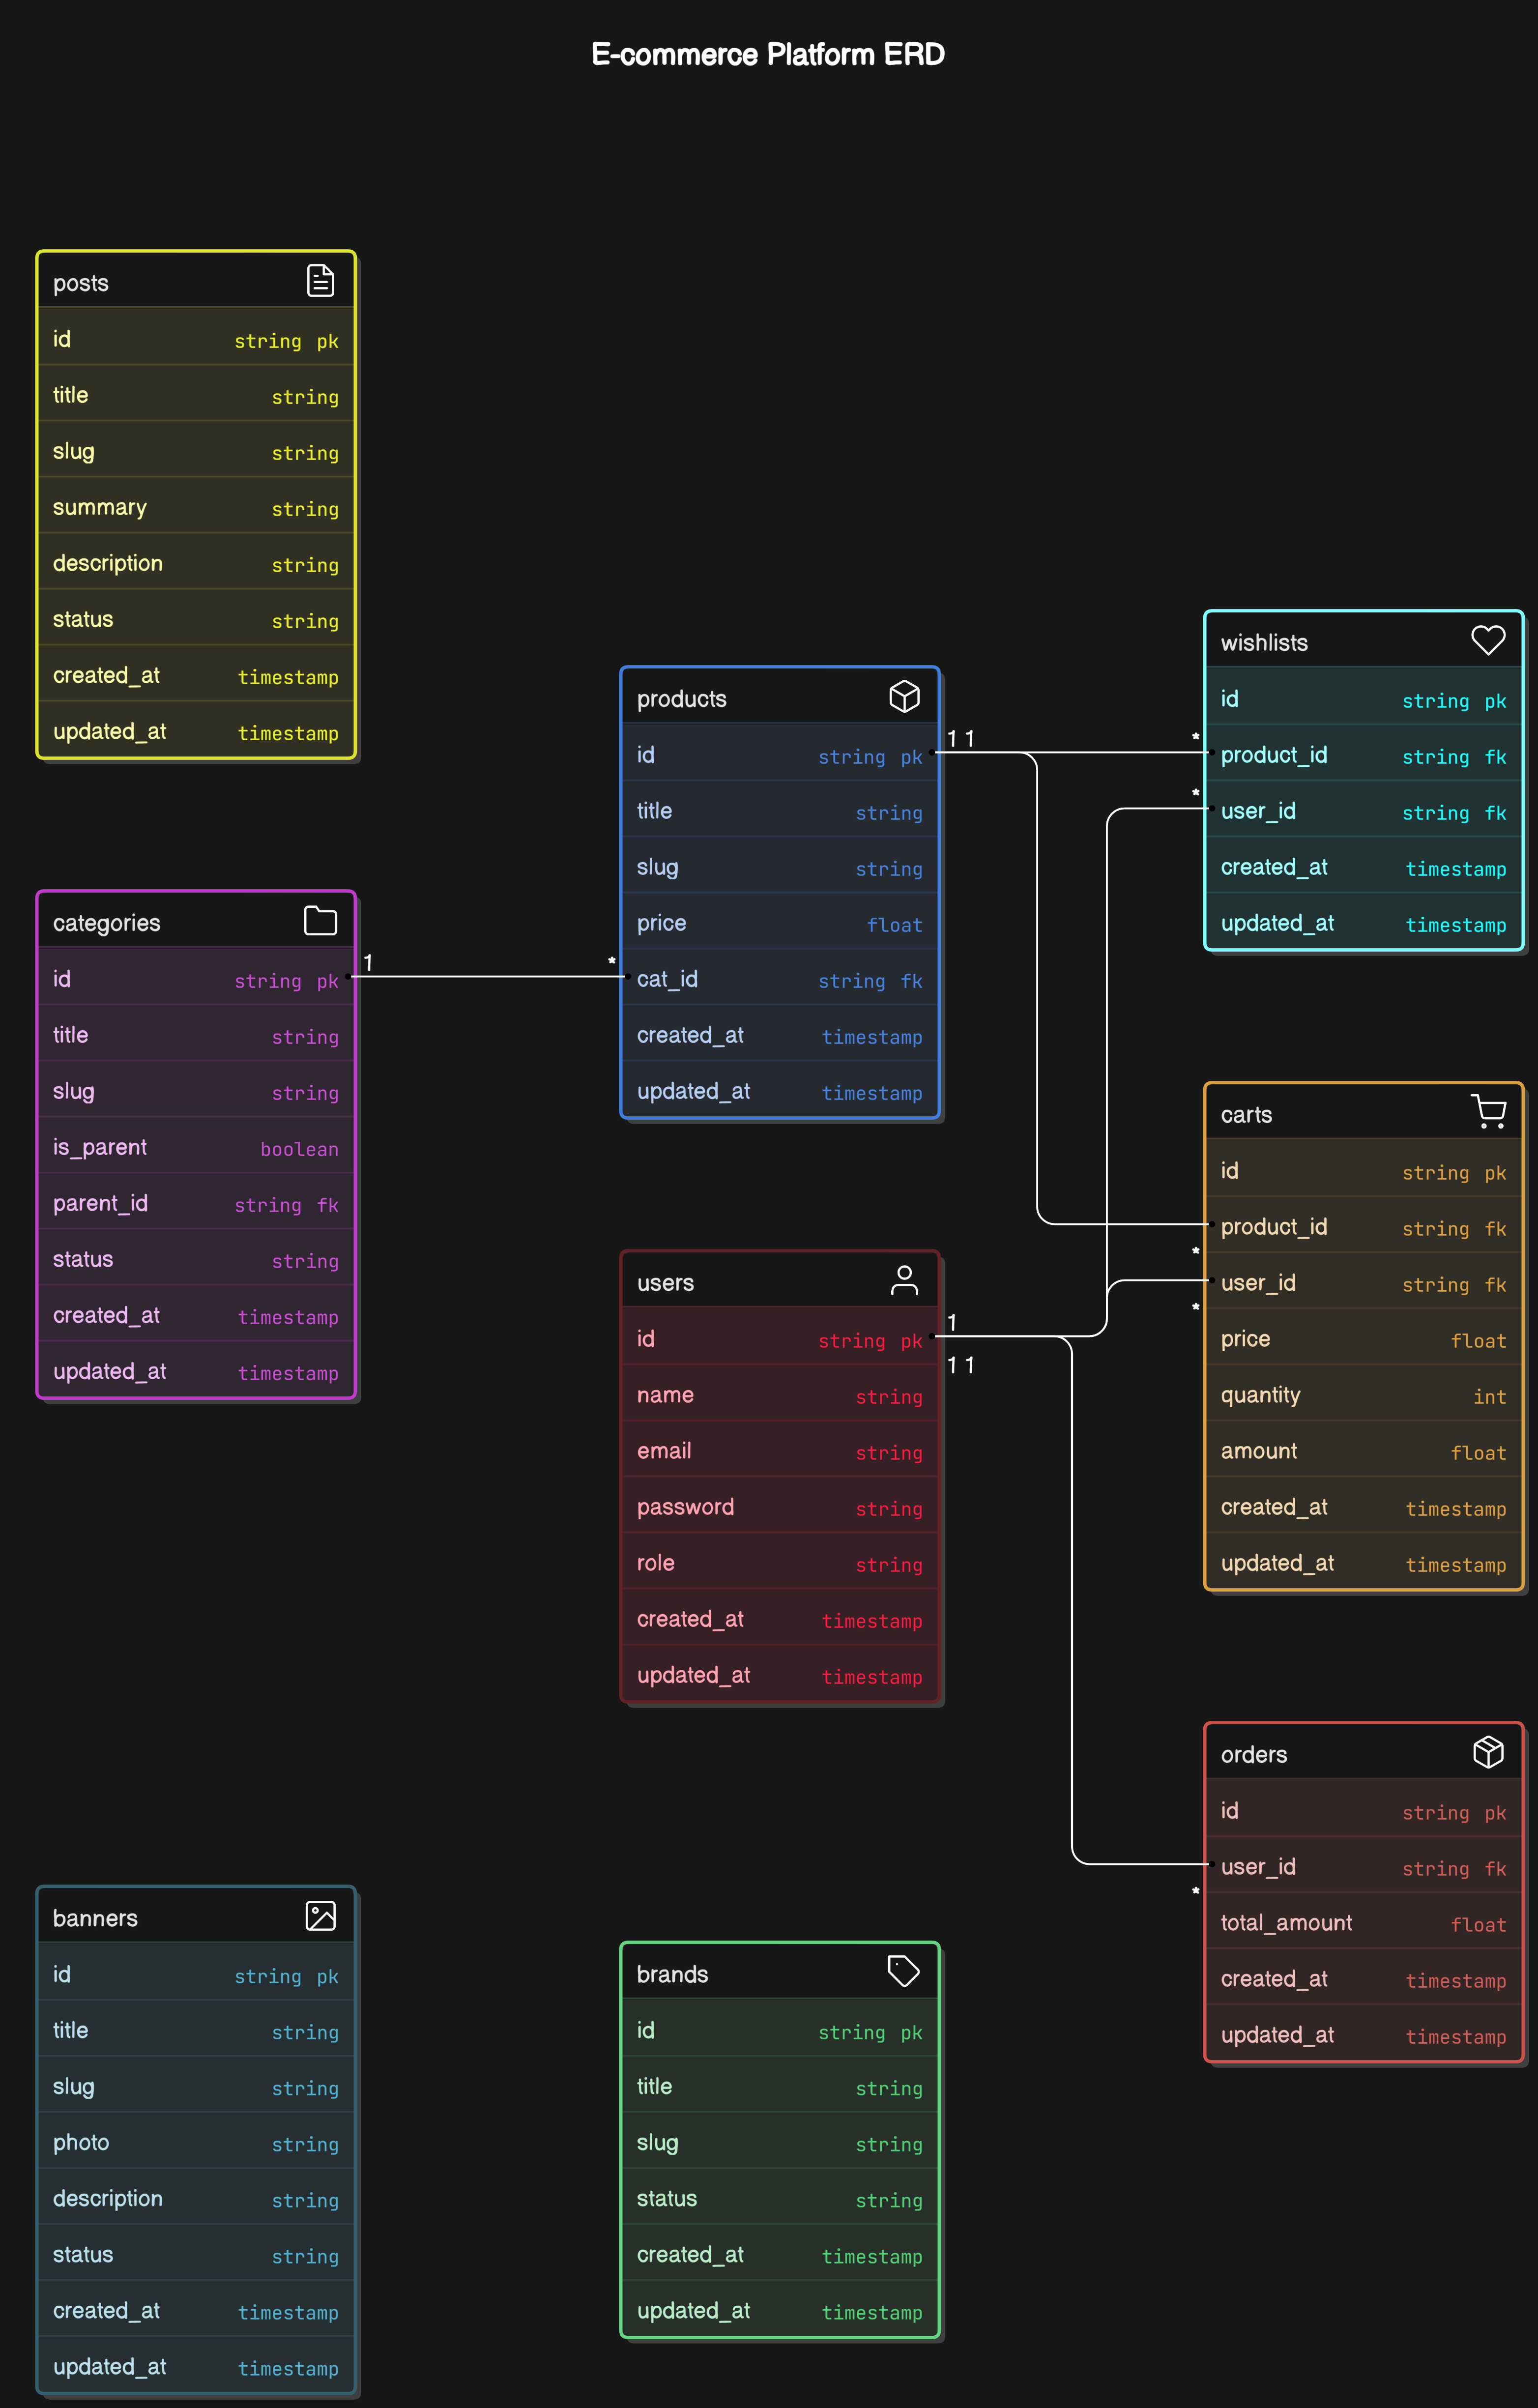 E-commerce Platform ERD
posts
id string pk
title string
slug string
summary string
description string
status string
created_at timestamp
updated_at timestamp
categories
id string pk
title string
slug string
is_parent boolean
parent_id string fk
status string
created_at timestamp
updated_at timestamp
1
*
products
id string pk
title string
slug string
price float
cat_id string fk
created_at timestamp
updated_at timestamp
1 1
*
*
wishlists
id string pk
product_id string fk
user_id string fk
created_at timestamp
updated_at timestamp
users
id string pk
name string
email string
password string
role string
created_at timestamp
updated_at timestamp
1
1 1
*
*
carts
id string pk
product_id string fk
user_id string fk
price float
quantity int
amount float
created_at timestamp
updated_at timestamp
orders
id string pk
user_id string fk
total_amount float
created_at timestamp
updated_at timestamp
*
banners
id string pk
title string
slug string
photo string
description string
status string
created_at timestamp
updated_at timestamp
brands
id string pk
title string
slug string
status string
created_at timestamp
updated_at timestamp